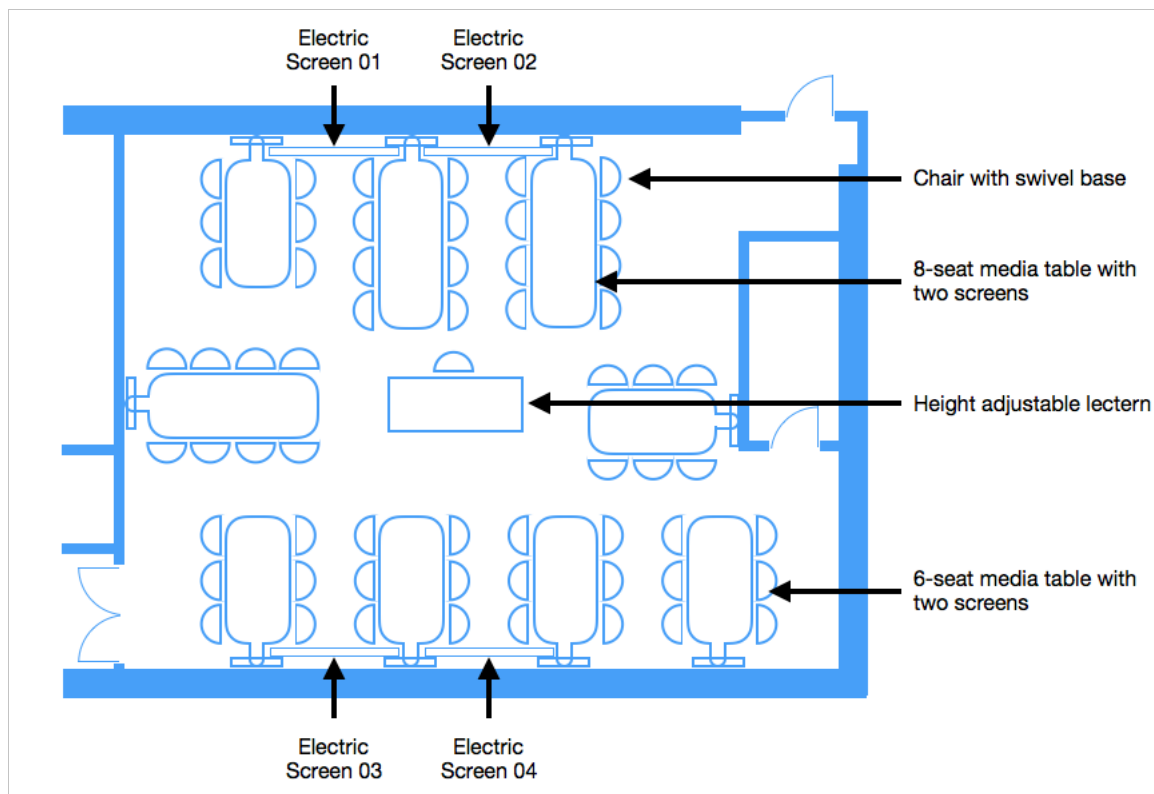 Electric
Screen 01
Electric
Screen 02
Chair with swivel base
8-seat media table with
two screens
Height adjustable lectern
6-seat media table with
two screens
Electric
Screen 03
Electric
Screen 04